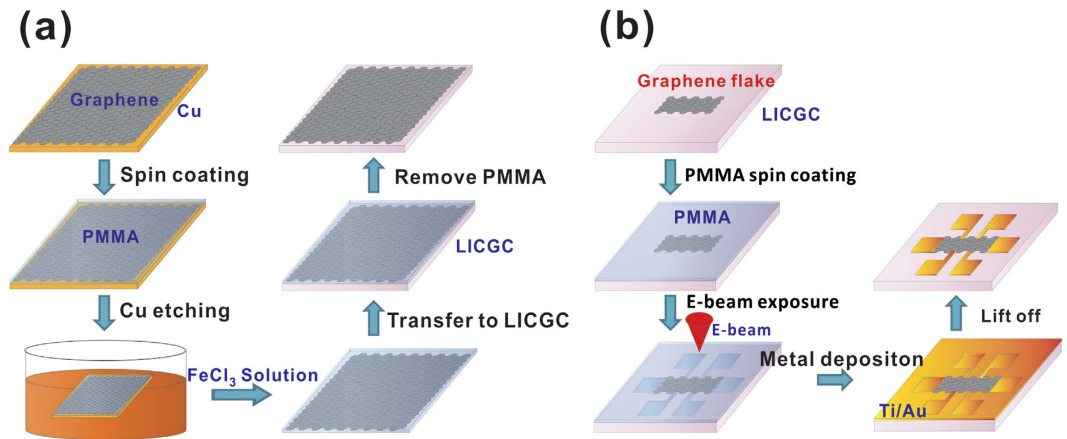 (a)
Graphene
Cu
Spin coating
PMMA
Cu etching
FeCl₃ Solution
Transfer to LICGC
LICGC
Remove PMMA
(b)
Graphene flake
LICGC
PMMA spin coating
PMMA
E-beam exposure
E-beam
Metal depositon
Ti/Au
Lift off